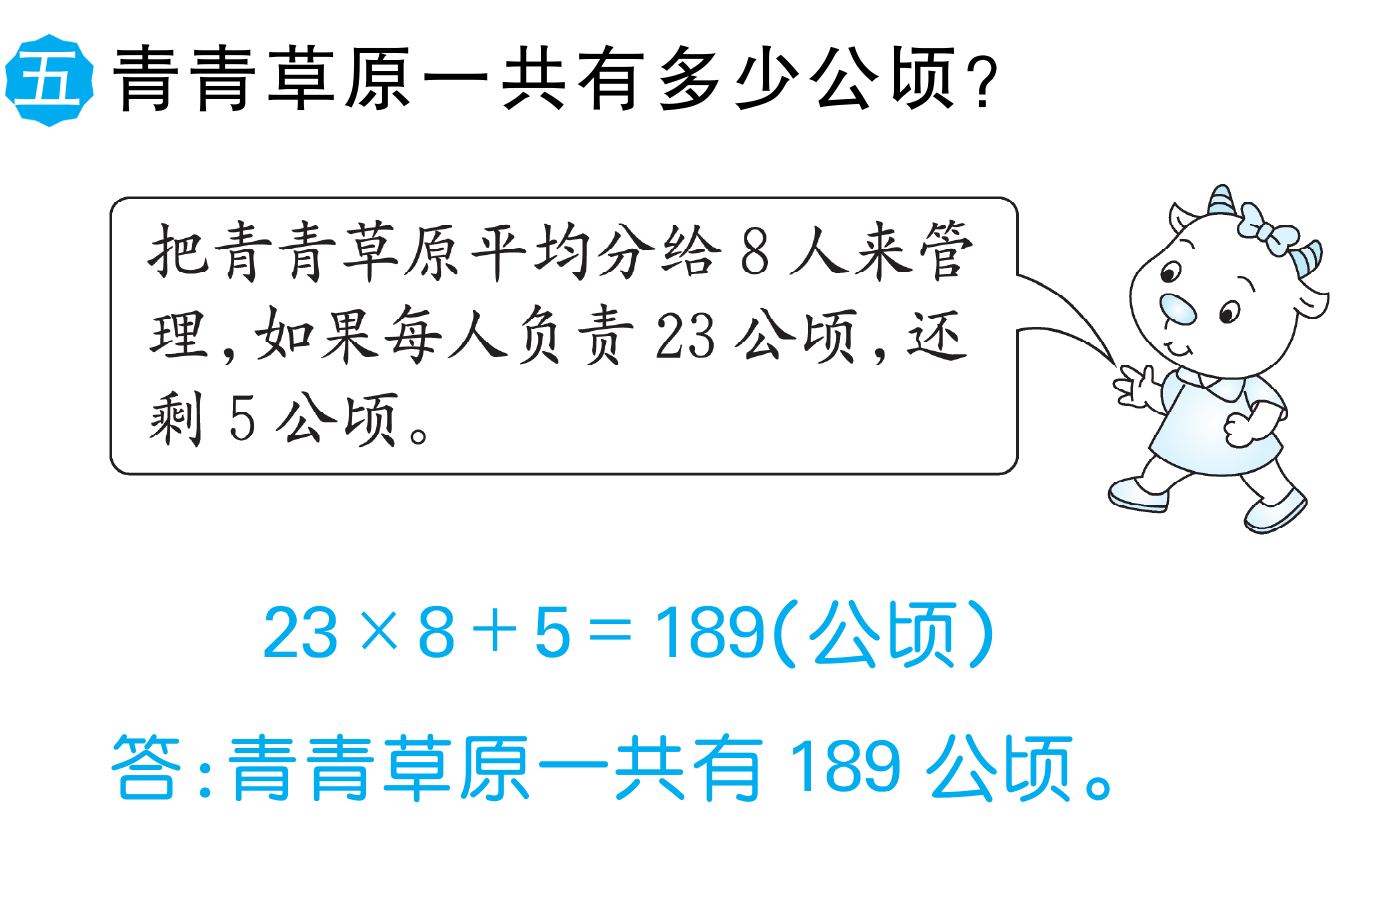 五 青青草原一共有多少公顷?
把青青草原平均分给8人来管
理,如果每人负责23公顷,还
剩5公顷。
23×8+5=189(公顷)
答:青青草原一共有189公顷。